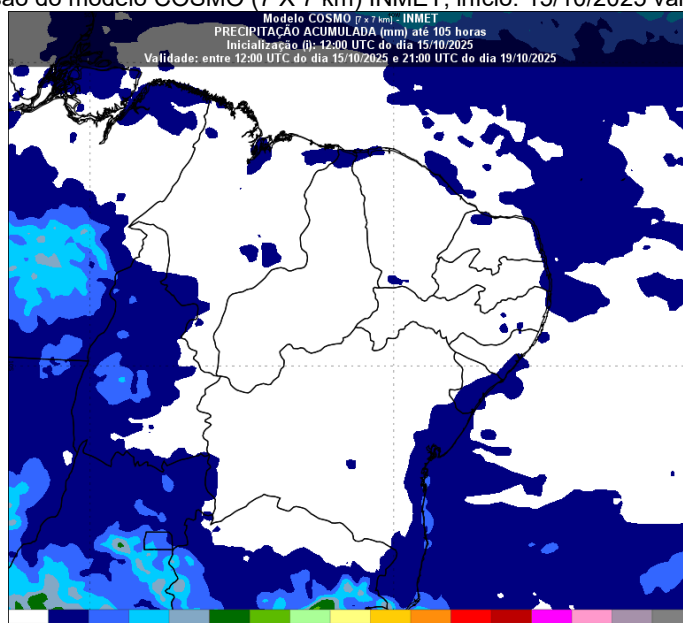 do modelo COSMO (7 X 7 km) INMET, início: 15/10/2025
Modelo COSMO [7 x 7 km] - INMET
PRECIPITAÇÃO ACUMULADA (mm) até 105 horas
Inicialização (i): 12:00 UTC do dia 15/10/2025
Validade: entre 12:00 UTC do dia 15/10/2025 e 21:00 UTC do dia 19/10/2025